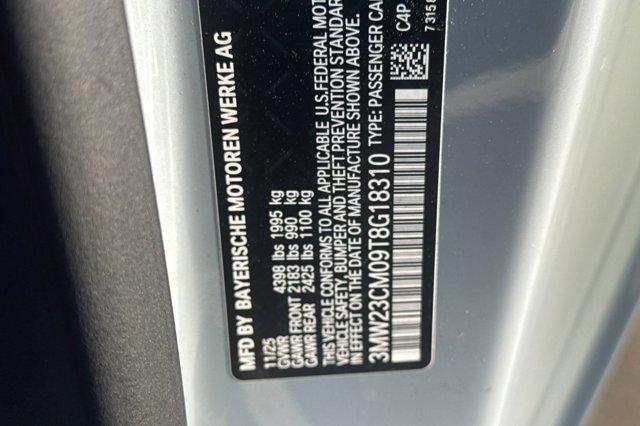 MFD BY BAYERISCHE MOTOREN WERKE AG
11/25
GVWR 4398 lbs 1995 kg
GAWR FRONT 2183 lbs 990 kg
GAWR REAR 2425 lbs 1100 kg
THIS VEHICLE CONFORMS TO ALL APPLICABLE U.S. FEDERAL MOT
VEHICLE SAFETY, BUMPER AND THEFT PREVENTION STANDAR
IN EFFECT ON THE DATE OF MANUFACTURE SHOWN ABOVE.
3MW23CM09T8G18310 TYPE: PASSENGER CA
C4P
7315